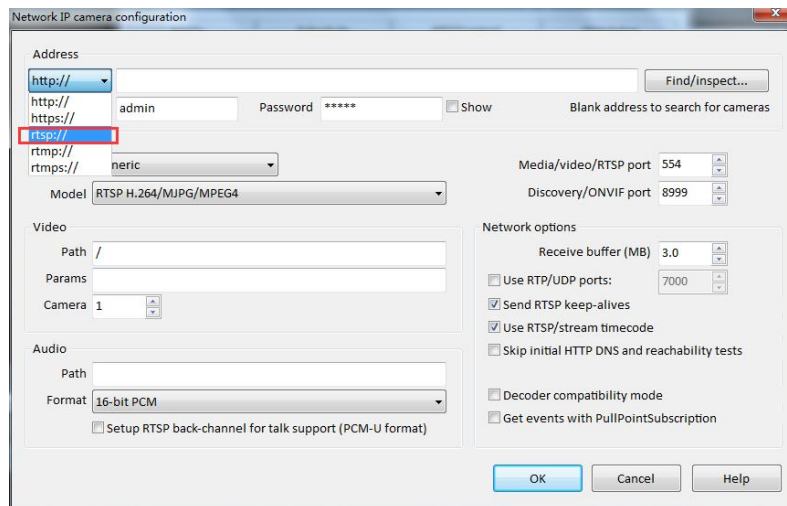 Network IP camera configuration
Address
http://
Find/inspect...
http://
https://
rtsp://
rtmp://
rtmps://
admin
Password *****
Show
Blank address to search for cameras
neric
Model RTSP H.264/MJPG/MPEG4
Media/video/RTSP port 554
Discovery/ONVIF port 8999
Video
Path /
Params
Camera 1
Audio
Path
Format 16-bit PCM
Setup RTSP back-channel for talk support (PCM-U format)
Network options
Receive buffer (MB) 3.0
Use RTP/UDP ports: 7000
Send RTSP keep-alives
Use RTSP/stream timecode
Skip initial HTTP DNS and reachability tests
Decoder compatibility mode
Get events with PullPointSubscription
OK Cancel Help